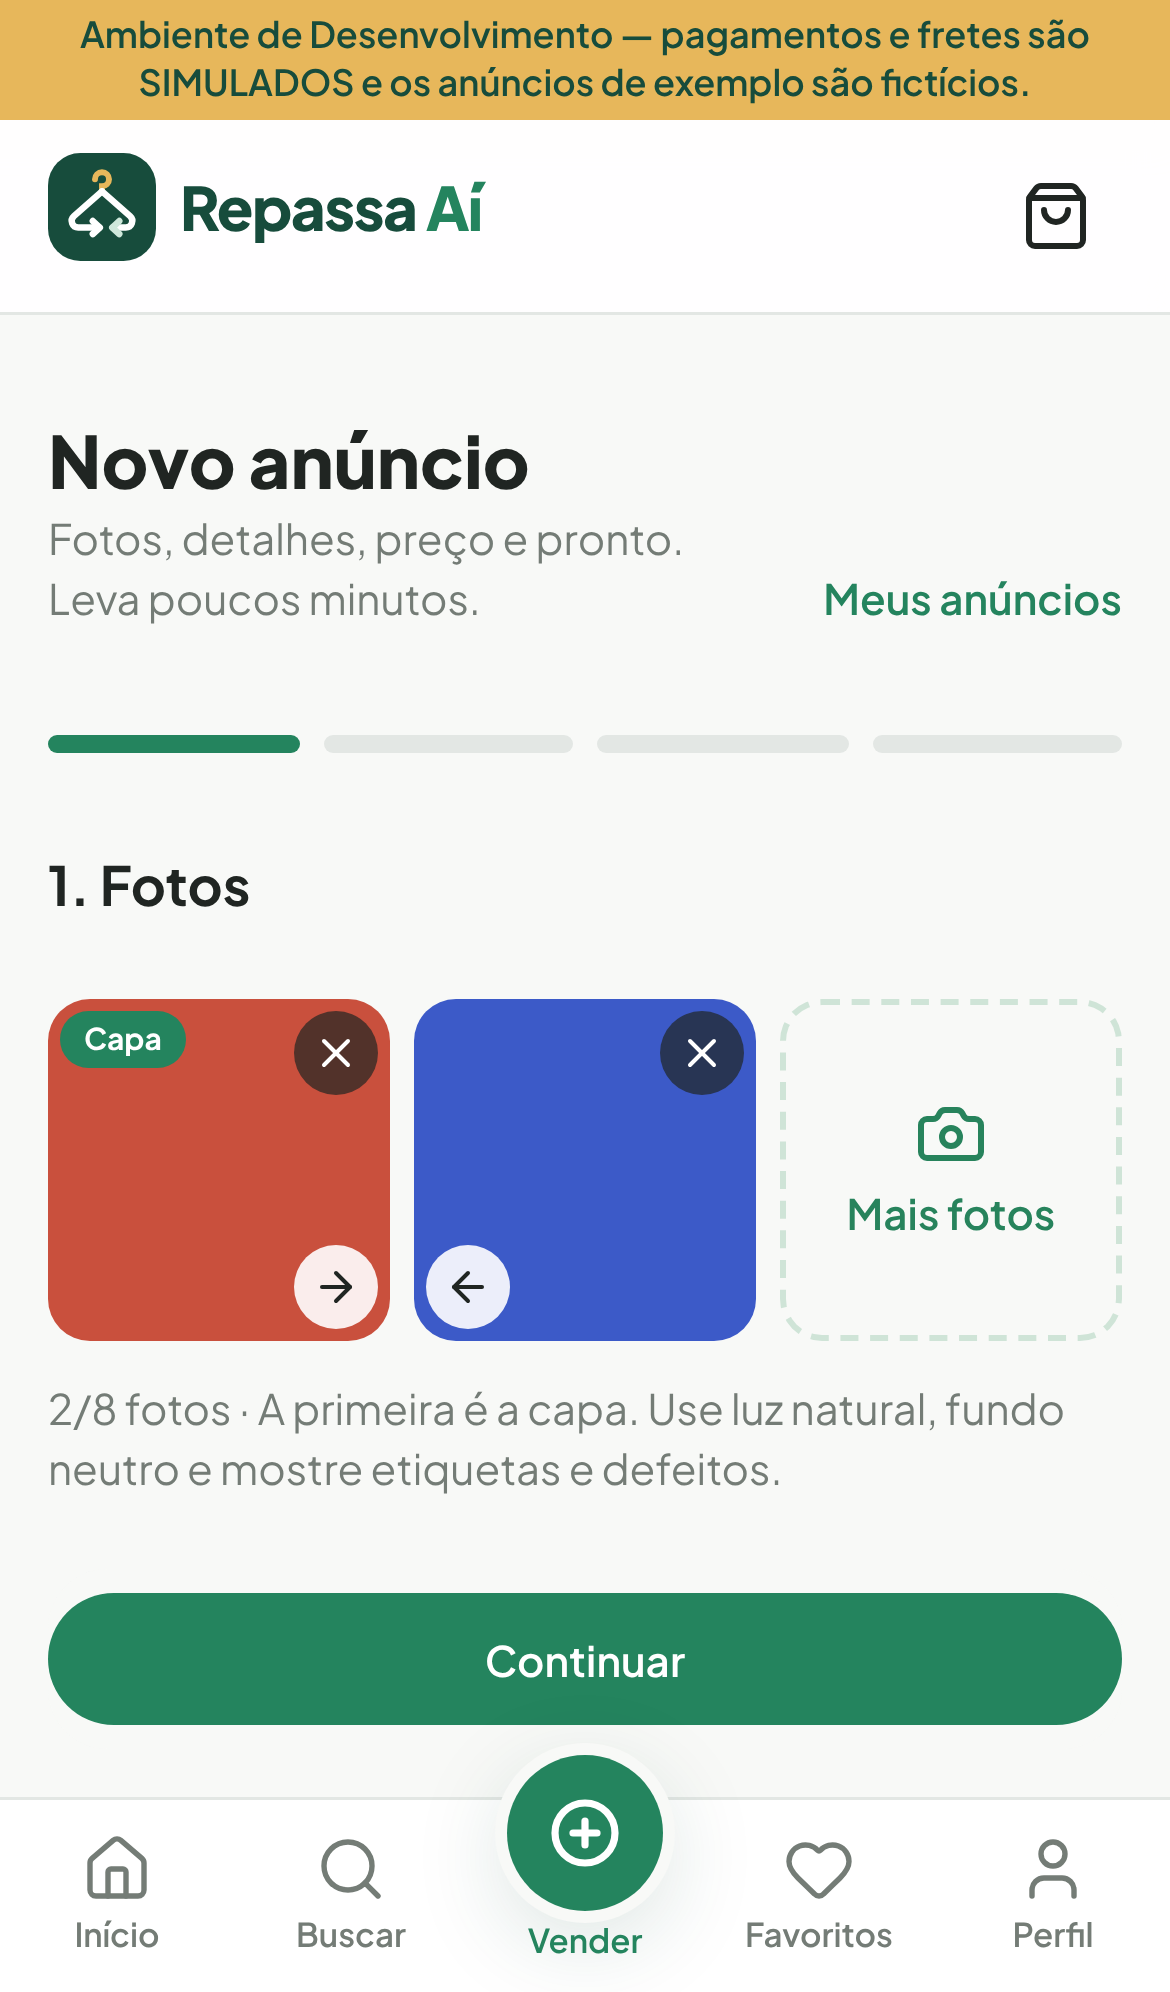 Ambiente de Desenvolvimento — pagamentos e fretes são
SIMULADOS e os anúncios de exemplo são fictícios.
Repassa Aí
Novo anúncio
Fotos, detalhes, preço e pronto.
Leva poucos minutos.
Meus anúncios
1. Fotos
Capa
Mais fotos
2/8 fotos · A primeira é a capa. Use luz natural, fundo
neutro e mostre etiquetas e defeitos.
Continuar
Início
Buscar
Vender
Favoritos
Perfil